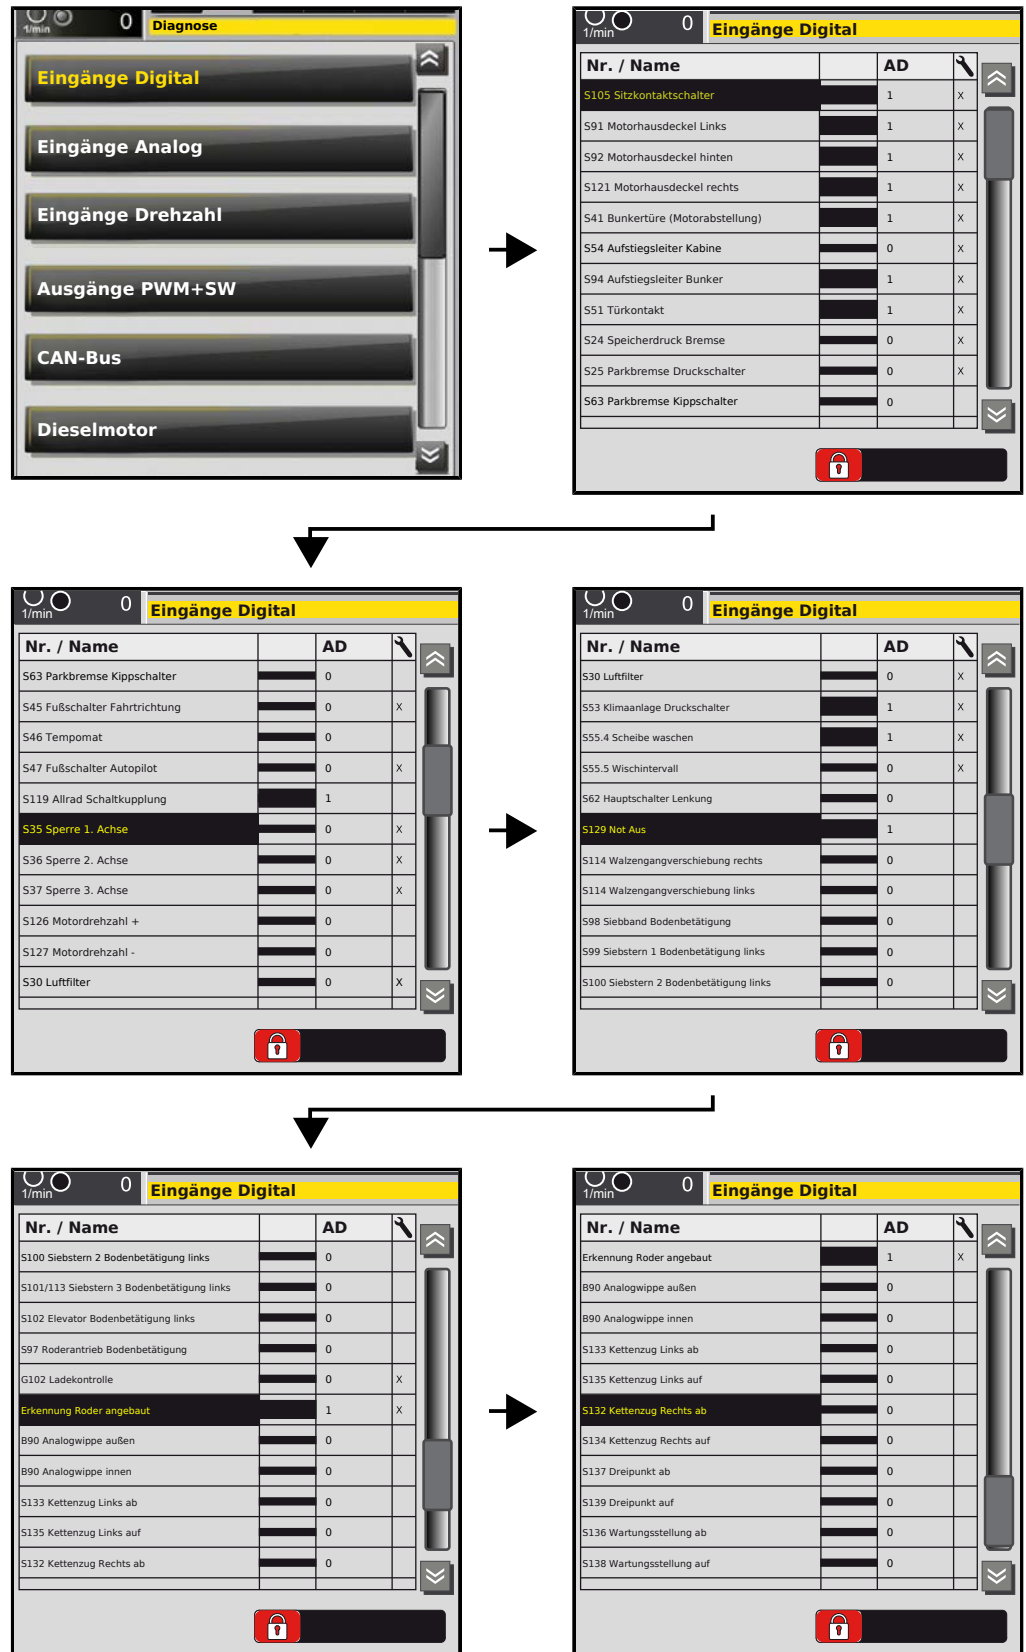 1/min 0 Diagnose
Eingänge Digital
Eingänge Analog
Eingänge Drehzahl
Ausgänge PWM+SW
CAN-Bus
Dieselmotor
1/min 0 Eingänge Digital
Nr. / Name AD
S105 Sitzkontaktschalter 1 X
S91 Motorhausdeckel Links 1 X
S92 Motorhausdeckel hinten 1 X
S121 Motorhausdeckel rechts 1 X
S41 Bunkertüre (Motorabstellung) 1 X
S54 Aufstiegsleiter Kabine 0 X
S94 Aufstiegsleiter Bunker 1 X
S51 Türkontakt 1 X
S24 Speicherdruck Bremse 0 X
S25 Parkbremse Druckschalter 0 X
S63 Parkbremse Kippschalter 0
1/min 0 Eingänge Digital
Nr. / Name AD
S63 Parkbremse Kippschalter 0
S45 Fußschalter Fahrtrichtung 0 X
S46 Tempomat 0
S47 Fußschalter Autopilot 0 X
S119 Allrad Schaltkupplung 1
S35 Sperre 1. Achse 0 X
S36 Sperre 2. Achse 0 X
S37 Sperre 3. Achse 0 X
S126 Motordrehzahl + 0
S127 Motordrehzahl - 0
S30 Luftfilter 0 X
1/min 0 Eingänge Digital
Nr. / Name AD
S30 Luftfilter 0 X
S53 Klimaanlage Druckschalter 1 X
S55.4 Scheibe waschen 1 X
S55.5 Wischintervall 0 X
S62 Hauptschalter Lenkung 0
S129 Not Aus 1
S114 Walzengangverschiebung rechts 0
S114 Walzengangverschiebung links 0
S98 Siebband Bodenbetätigung 0
S99 Siebstern 1 Bodenbetätigung links 0
S100 Siebstern 2 Bodenbetätigung links 0
1/min 0 Eingänge Digital
Nr. / Name AD
S100 Siebstern 2 Bodenbetätigung links 0
S101/113 Siebstern 3 Bodenbetätigung links 0
S102 Elevator Bodenbetätigung links 0
S97 Roderantrieb Bodenbetätigung 0
G102 Ladekontrolle 0 X
Erkennung Roder angebaut 1 X
B90 Analogwippe außen 0
B90 Analogwippe innen 0
S133 Kettenzug Links ab 0
S135 Kettenzug Links auf 0
S132 Kettenzug Rechts ab 0
1/min 0 Eingänge Digital
Nr. / Name AD
Erkennung Roder angebaut 1 X
B90 Analogwippe außen 0
B90 Analogwippe innen 0
S133 Kettenzug Links ab 0
S135 Kettenzug Links auf 0
S132 Kettenzug Rechts ab 0
S134 Kettenzug Rechts auf 0
S137 Dreipunkt ab 0
S139 Dreipunkt auf 0
S136 Wartungsstellung ab 0
S138 Wartungsstellung auf 0